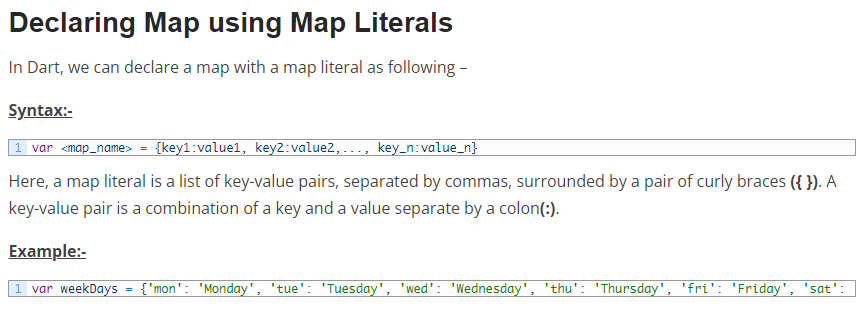 Declaring Map using Map Literals
In Dart, we can declare a map with a map literal as following –
Syntax:-
1 var <map_name> = {key1:value1, key2:value2,..., key_n:value_n}
Here, a map literal is a list of key-value pairs, separated by commas, surrounded by a pair of curly braces ({ }). A
key-value pair is a combination of a key and a value separate by a colon(:).
Example:-
1 var weekDays = {'mon': 'Monday', 'tue': 'Tuesday', 'wed': 'Wednesday', 'thu': 'Thursday', 'fri': 'Friday', 'sat':